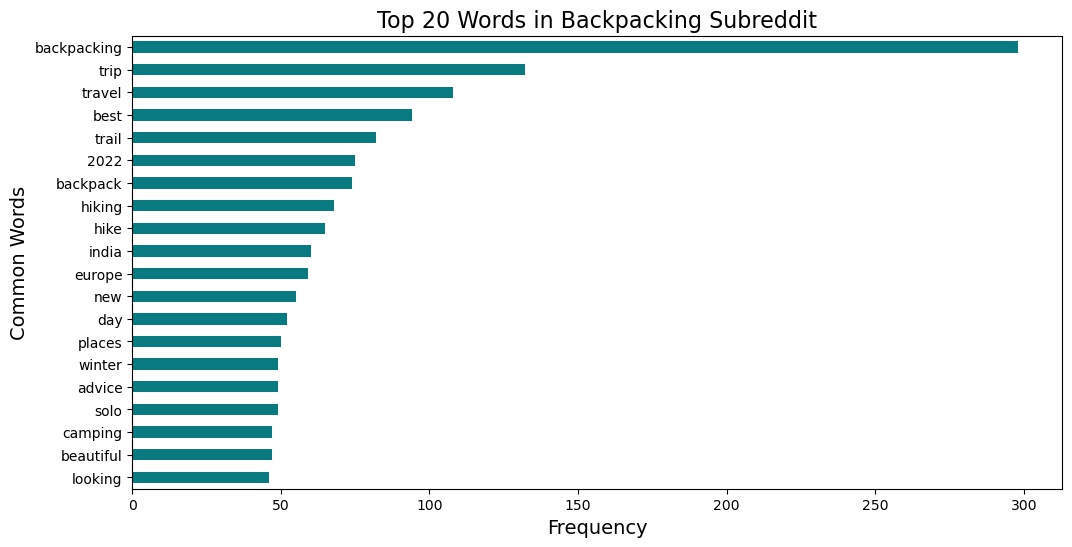 Top 20 Words in Backpacking Subreddit
Common Words
backpacking
trip
travel
best
trail
2022
backpack
hiking
hike
india
europe
new
day
places
winter
advice
solo
camping
beautiful
looking
0 50 100 150 200 250 300
Frequency